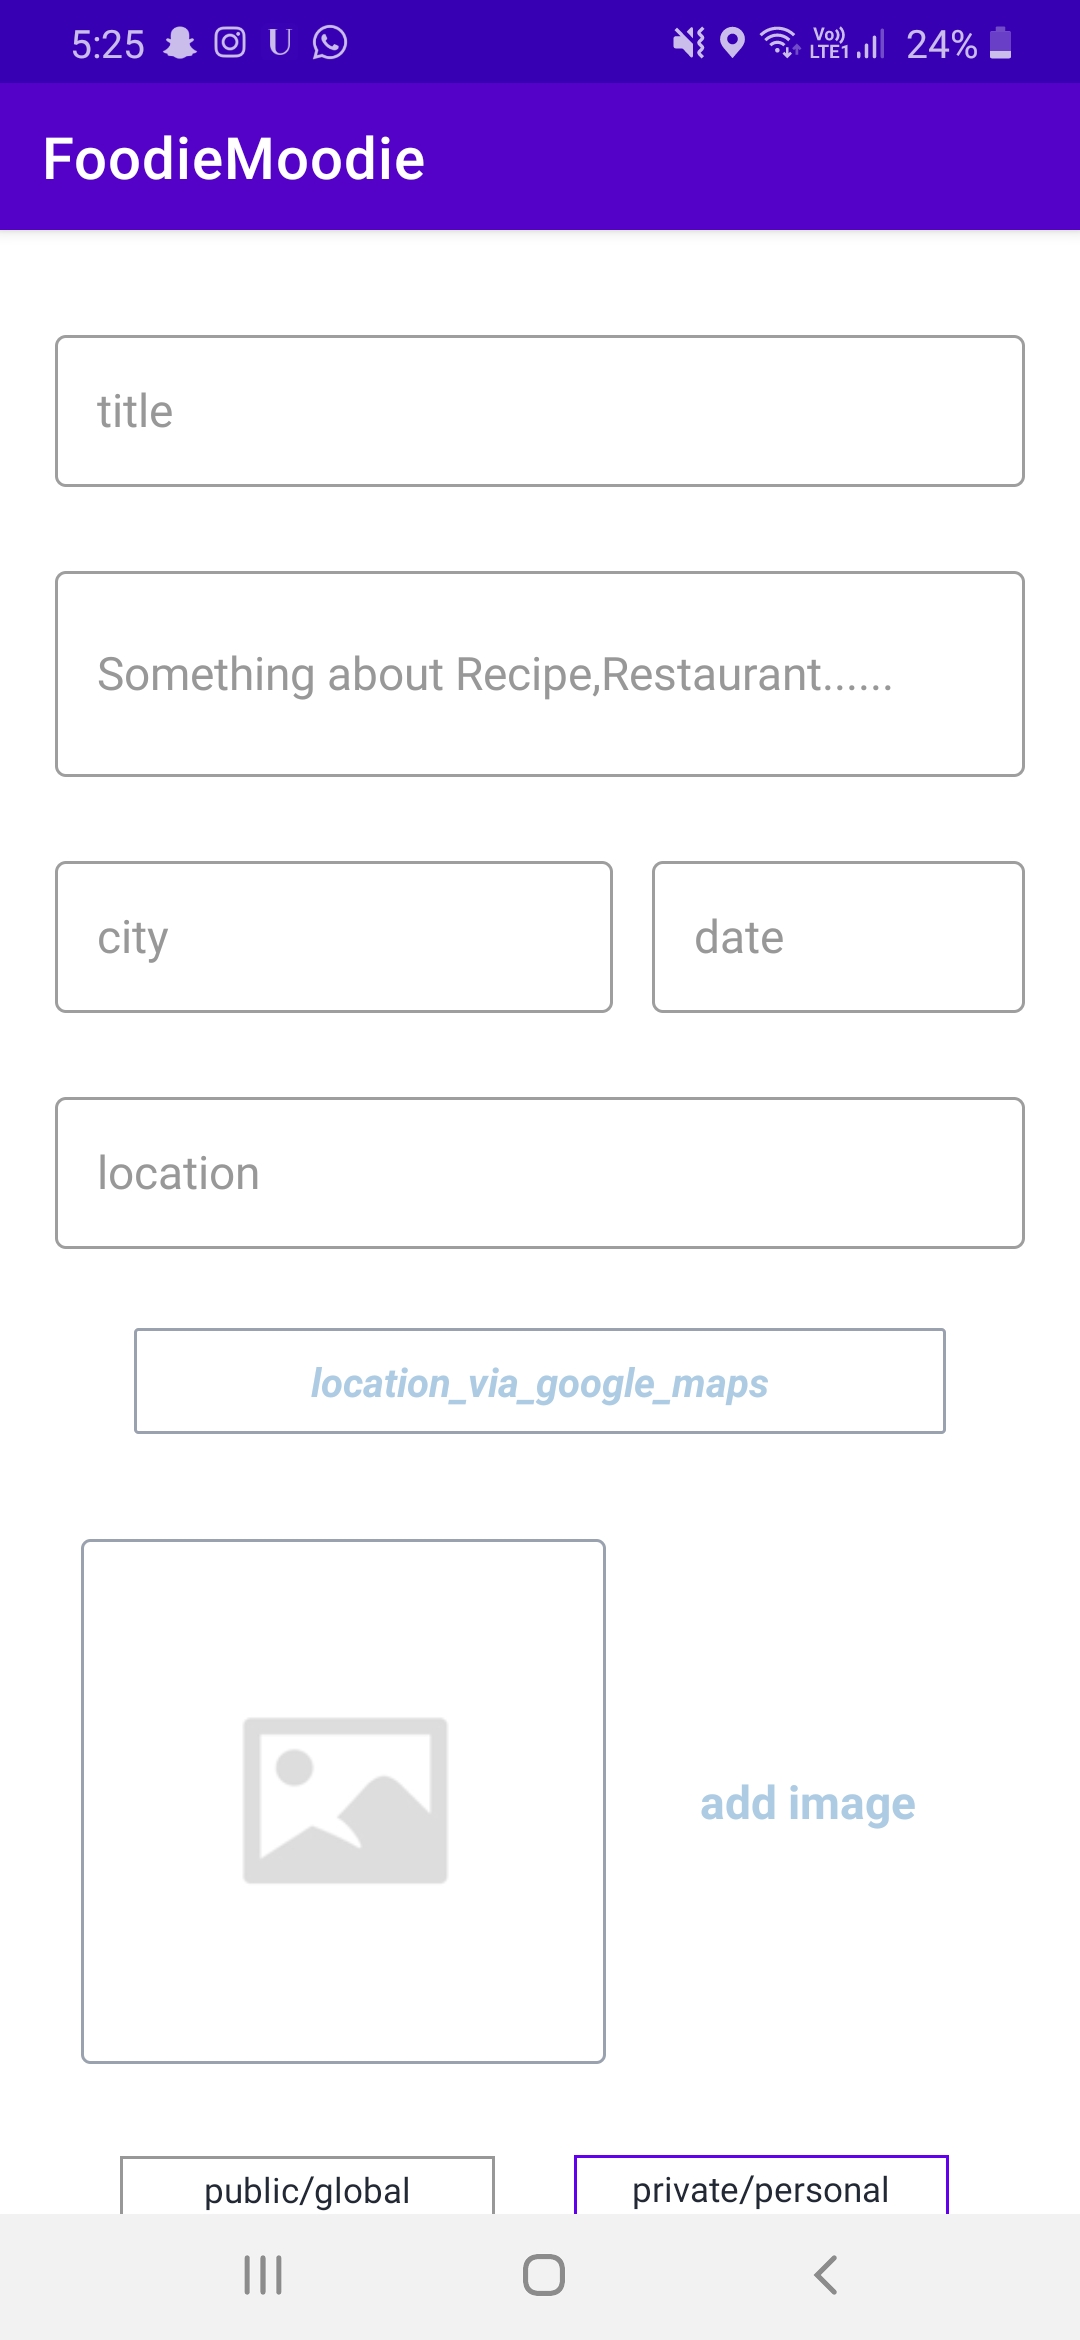 5:25 U Vo)) LTE1 24%
FoodieMoodie
title
Something about Recipe,Restaurant......
city date
location
location_via_google_maps
add image
public/global private/personal